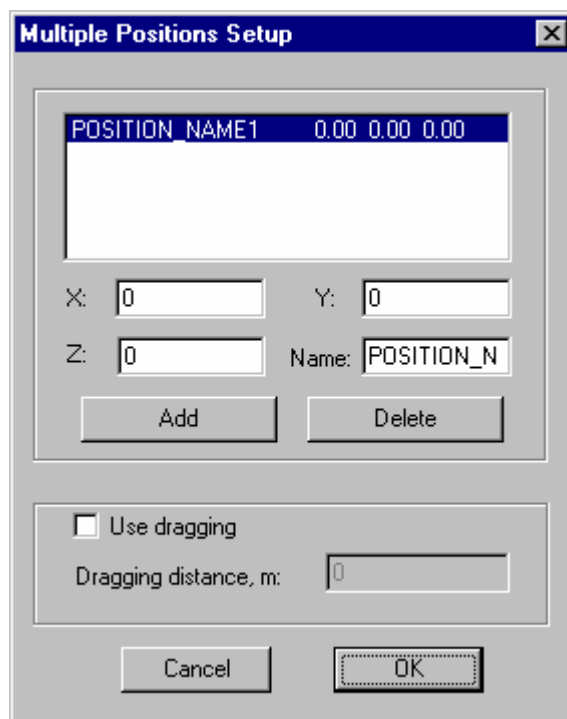 Multiple Positions Setup
POSITION_NAME1 0.00 0.00 0.00
X: 0 Y: 0
Z: 0 Name: POSITION_N
Add Delete
Use dragging
Dragging distance, m: 0
Cancel OK